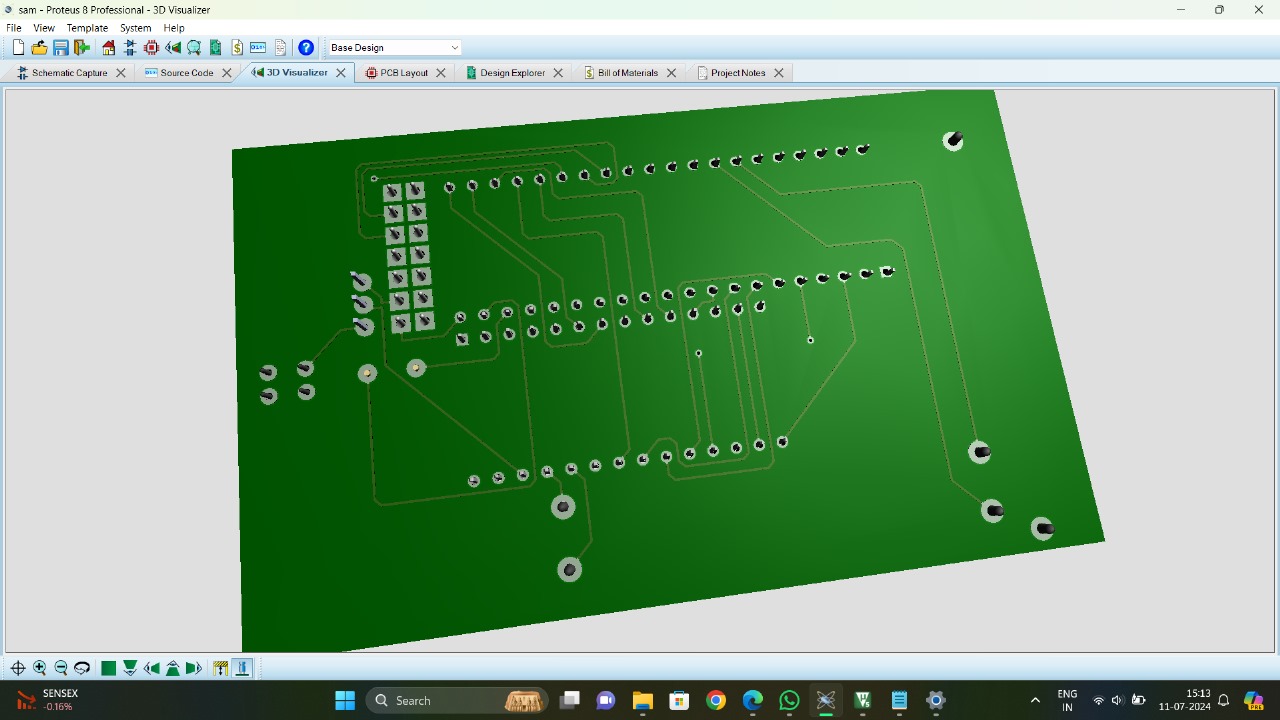 sam - Proteus 8 Professional - 3D Visualizer
File View Template System Help
Base Design
Schematic Capture Source Code 3D Visualizer PCB Layout Design Explorer Bill of Materials Project Notes
SENSEX
-0.16%
Search
ENG
IN
15:13
11-07-2024